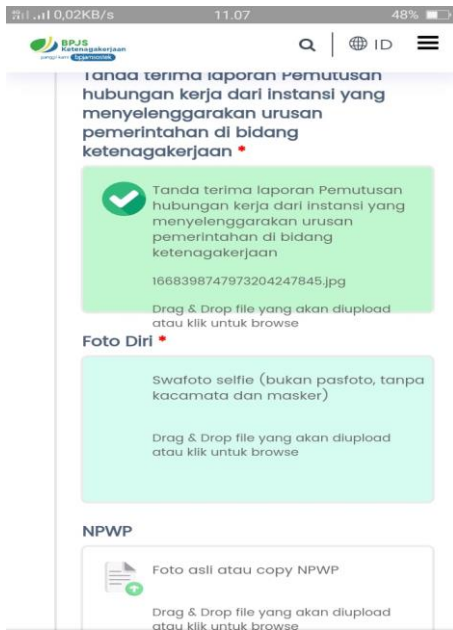 0,02KB/s 11.07 48%
BPJS
Ketenagakerjaan
bpjamsostek
ID
Tanda terima laporan Pemutusan
hubungan kerja dari instansi yang
menyelenggarakan urusan
pemerintahan di bidang
ketenagakerjaan *
Tanda terima laporan Pemutusan
hubungan kerja dari instansi yang
menyelenggarakan urusan
pemerintahan di bidang
ketenagakerjaan
1668398747973204247845.jpg
Drag & Drop file yang akan diupload
atau klik untuk browse
Foto Diri *
Swafoto selfie (bukan pasfoto, tanpa
kacamata dan masker)
Drag & Drop file yang akan diupload
atau klik untuk browse
NPWP
Foto asli atau copy NPWP
Drag & Drop file yang akan diupload
atau klik untuk browse